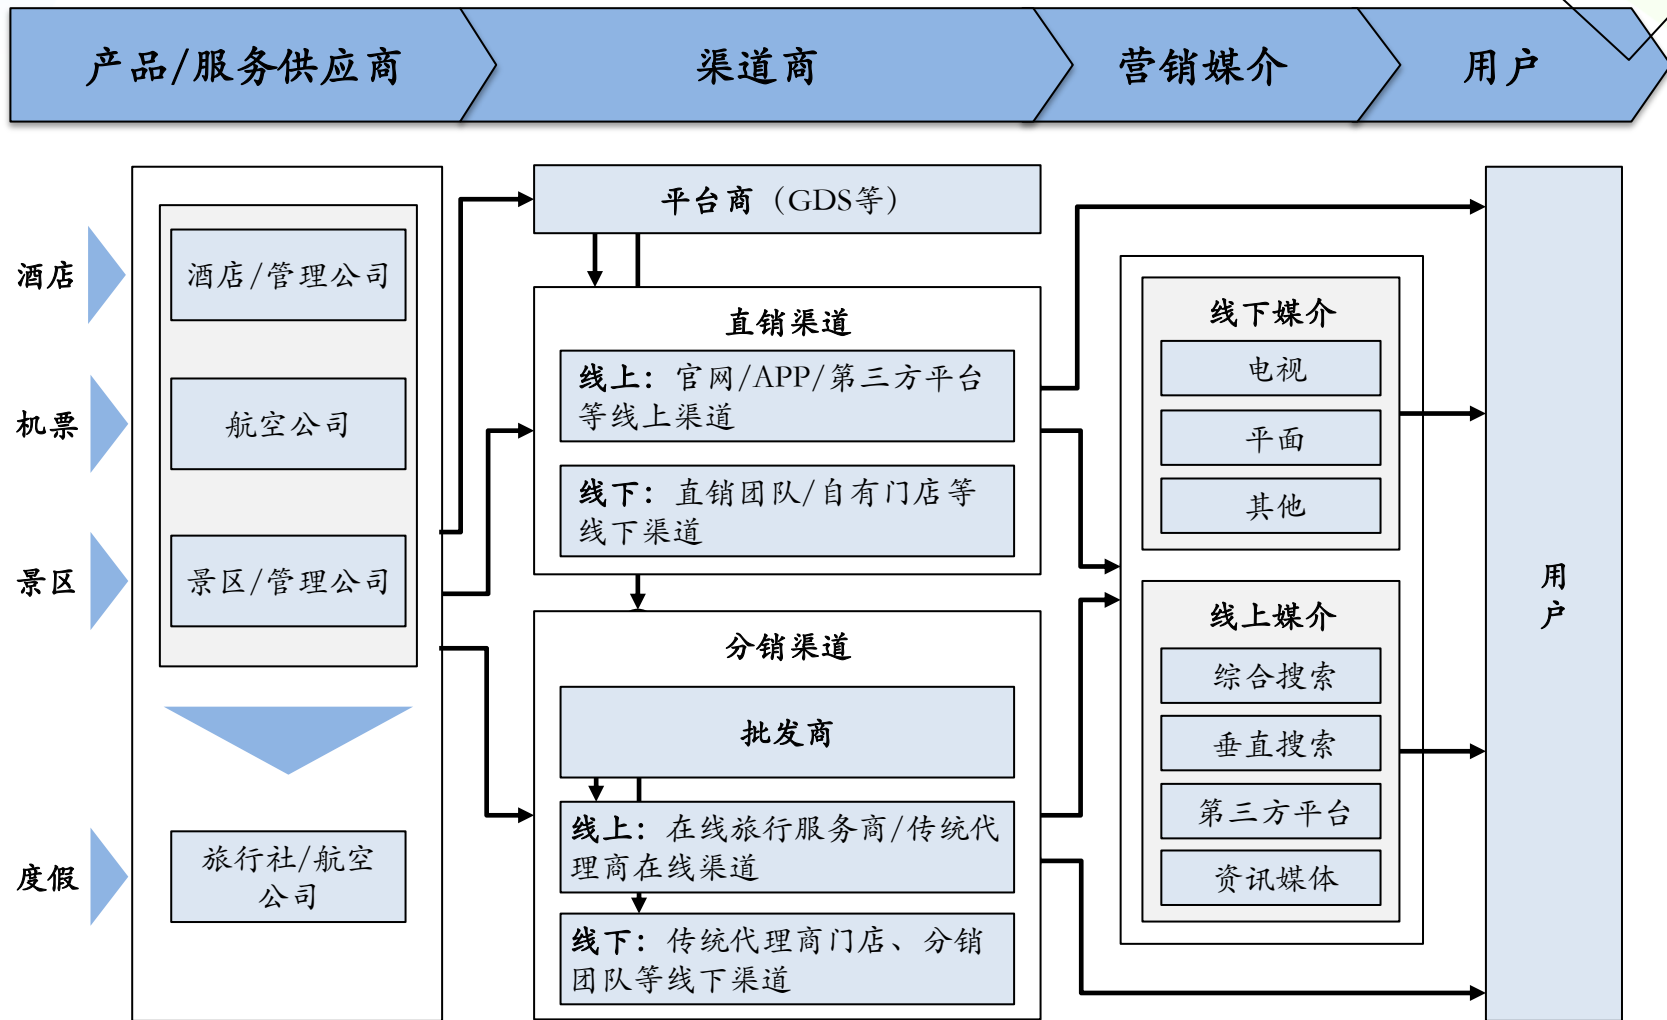 产品/服务供应商
渠道商
营销媒介
用户
酒店
机票
景区
度假
酒店/管理公司
航空公司
景区/管理公司
旅行社/航空
公司
平台商（GDS等）
直销渠道
线上：官网/APP/第三方平台
等线上渠道
线下：直销团队/自有门店等
线下渠道
分销渠道
批发商
线上：在线旅行服务商/传统代
理商在线渠道
线下：传统代理商门店、分销
团队等线下渠道
线下媒介
电视
平面
其他
线上媒介
综合搜索
垂直搜索
第三方平台
资讯媒体
用
户